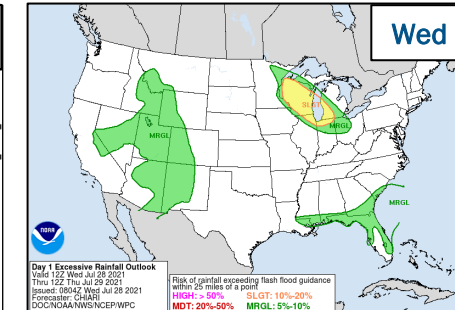 Wed
SLGT
MRGL
MRGL
MRGL
NOAA
Day 1 Excessive Rainfall Outlook
Valid 12Z Wed Jul 28 2021
Thru 12Z Thu Jul 29 2021
Issued: 0804Z Wed Jul 28 2021
Forecaster: CHIARI
DOC/NOAA/NWS/NCEP/WPC
Risk of rainfall exceeding flash flood guidance
within 25 miles of a point
HIGH: > 50% SLGT: 10%-20%
MDT: 20%-50% MRGL: 5%-10%